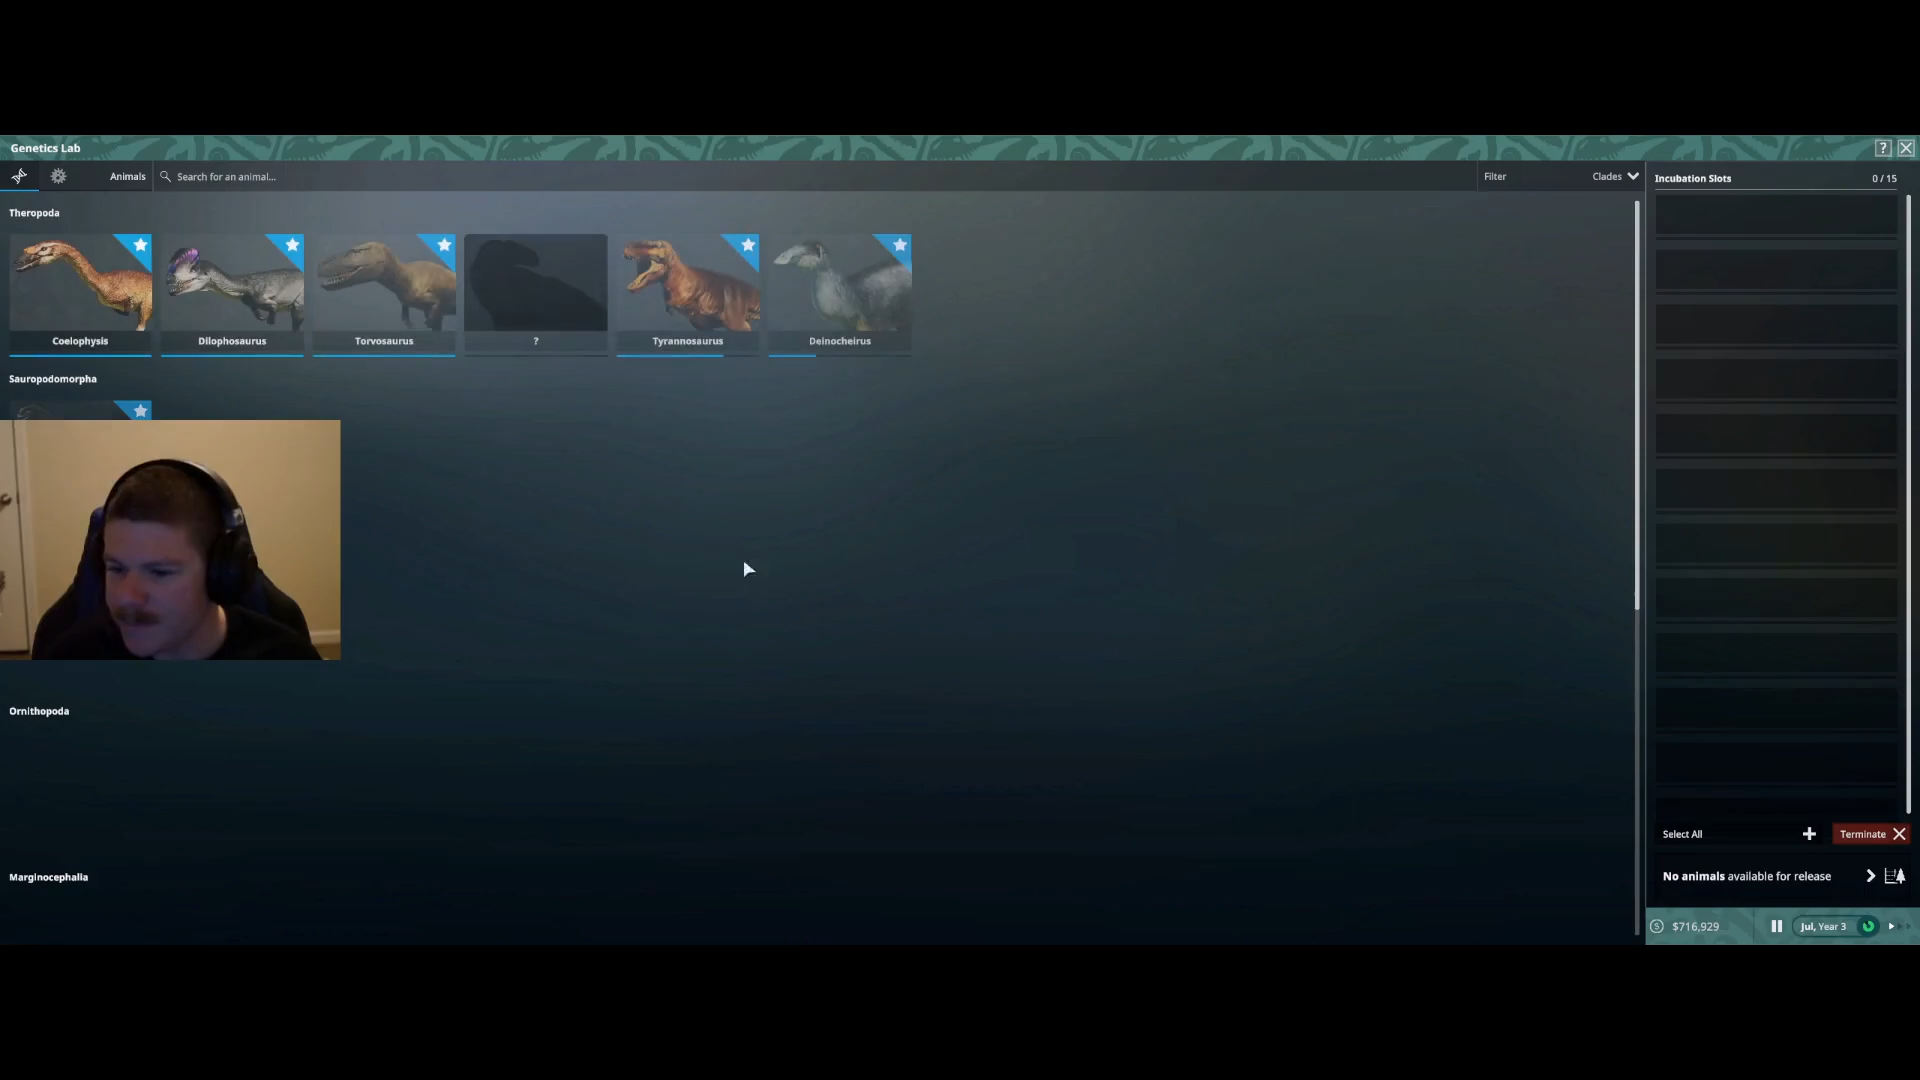 Genetics Lab
?
Animals
Search for an animal...
Filter
Clades
Incubation Slots
0 / 15
Theropoda
Coelophysis
Dilophosaurus
Torvosaurus
?
Tyrannosaurus
Deinocheirus
Sauropodomorpha
Ornithopoda
Marginocephalia
Select All
Terminate
No animals available for release
$716,929
Jul, Year 3